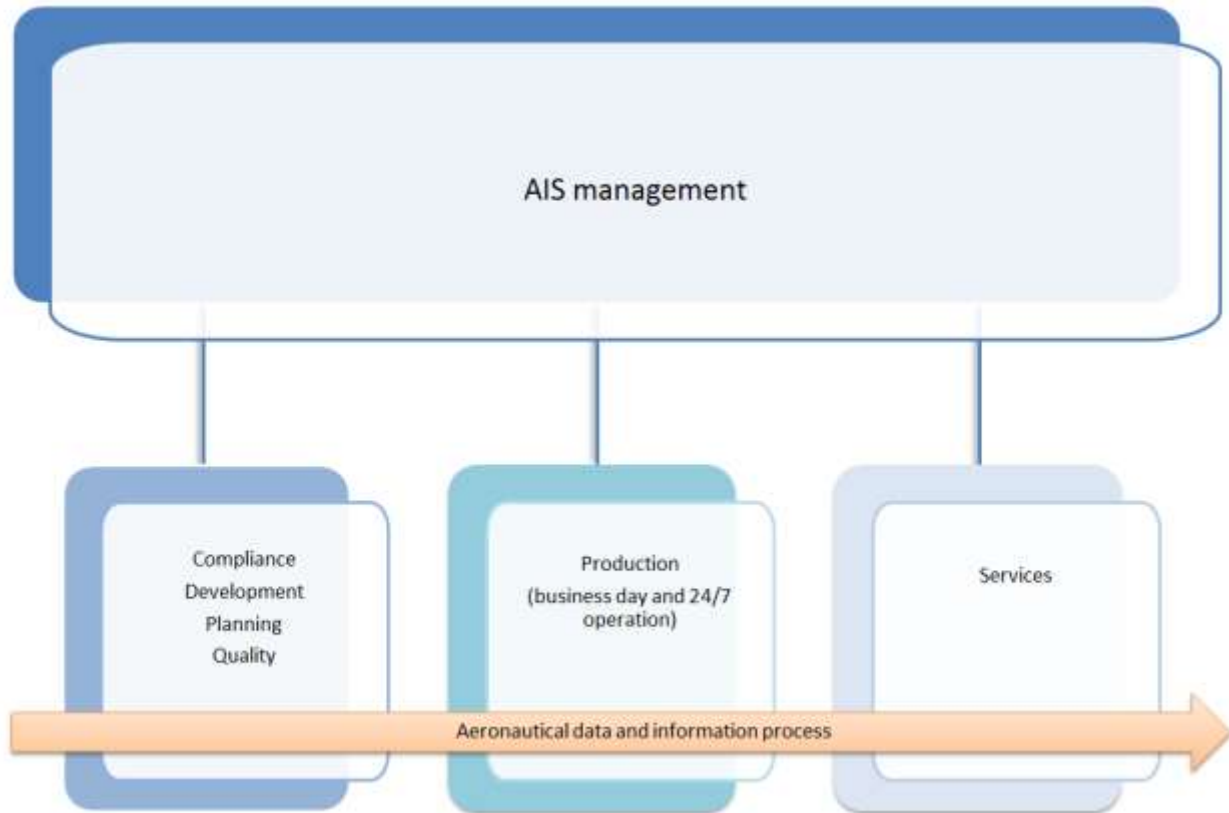 AIS management
Compliance
Development
Planning
Quality
Production
(business day and 24/7
operation)
Services
Aeronautical data and information process